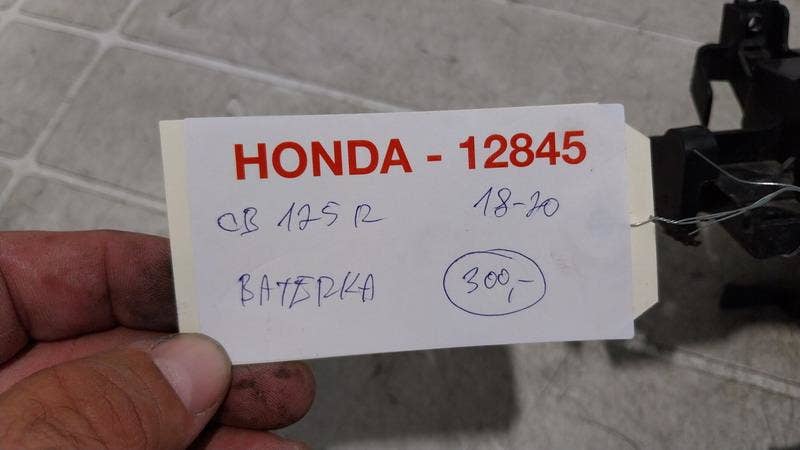 HONDA - 12845
CB 125 R 18-20
BATERKA 300,-